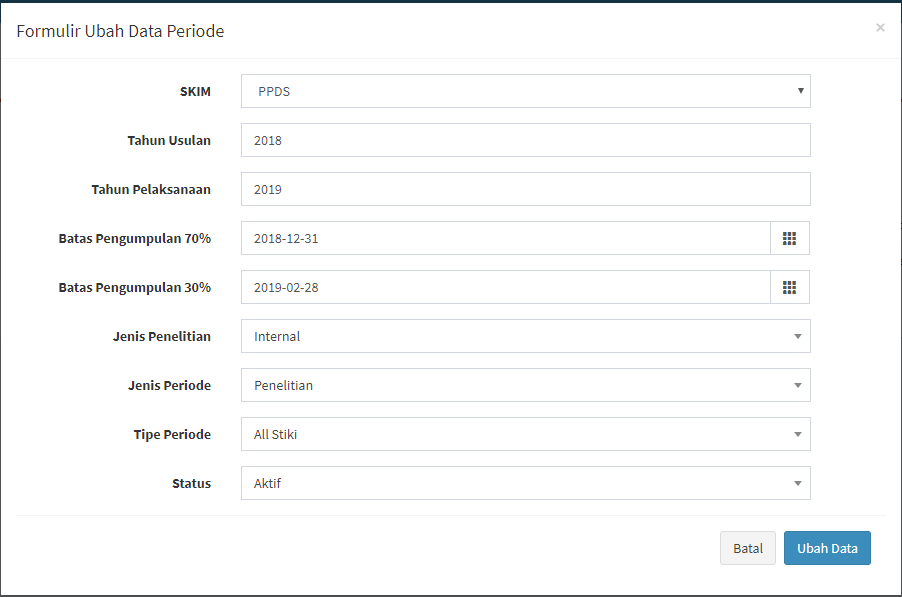 Formulir Ubah Data Periode
×
SKIM PPDS
Tahun Usulan 2018
Tahun Pelaksanaan 2019
Batas Pengumpulan 70% 2018-12-31
Batas Pengumpulan 30% 2019-02-28
Jenis Penelitian Internal
Jenis Periode Penelitian
Tipe Periode All Stiki
Status Aktif
Batal Ubah Data